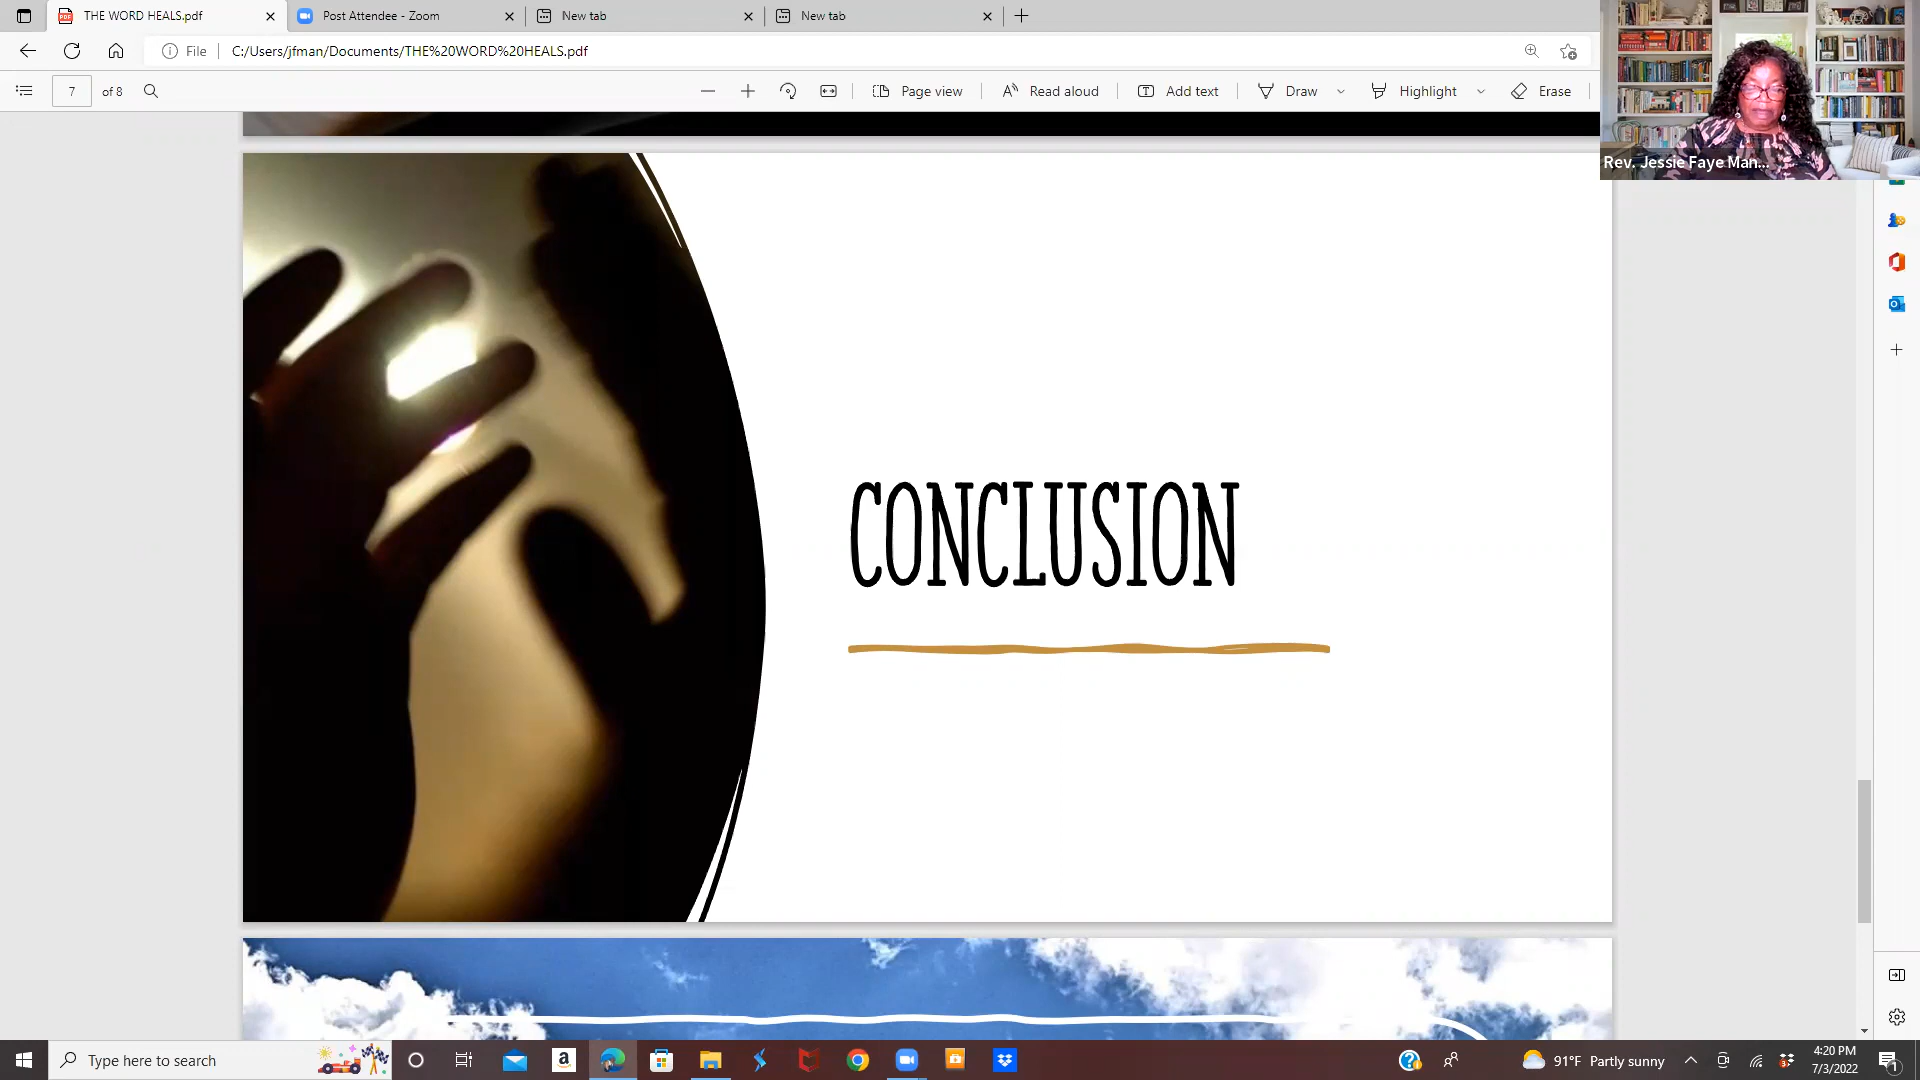 THE WORD HEALS.pdf
Post Attendee - Zoom
New tab
New tab
File
C:/Users/jfman/Documents/THE%20WORD%20HEALS.pdf
7 of 8
Page view
Read aloud
Add text
Draw
Highlight
Erase
Rev. Jessie Faye Man...
CONCLUSION
Type here to search
91°F Partly sunny
4:20 PM
7/3/2022